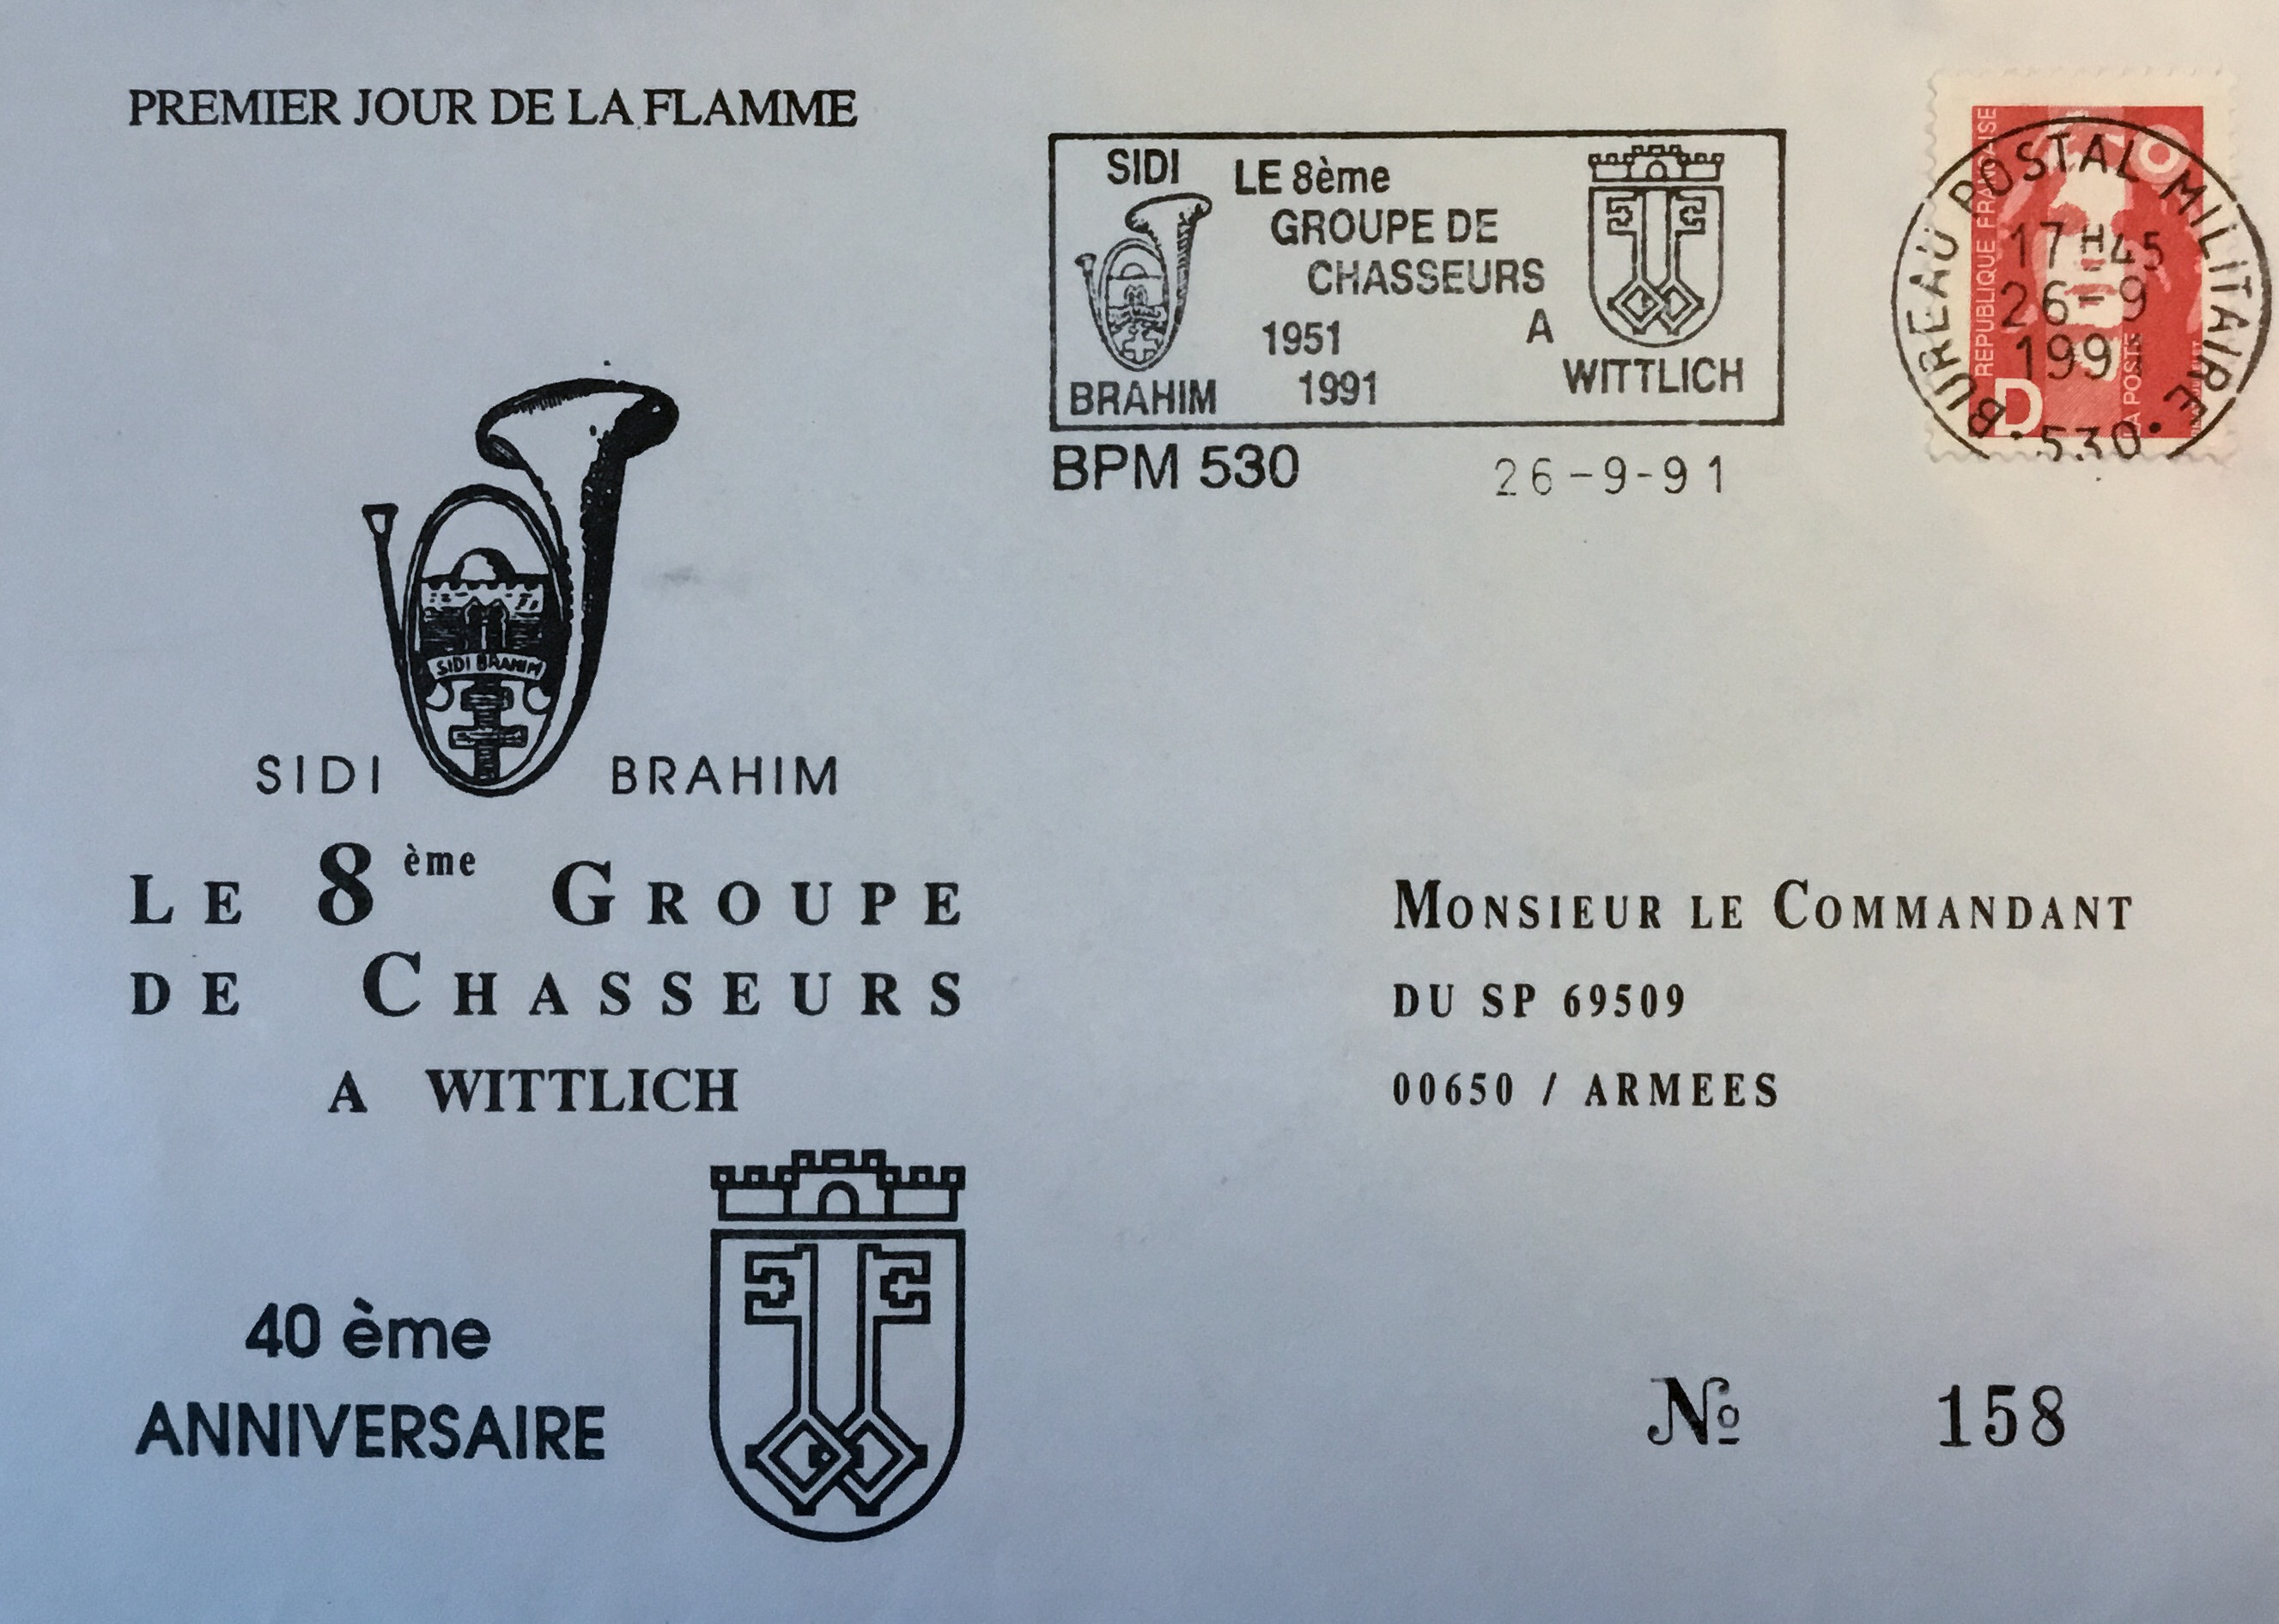 PREMIER JOUR DE LA FLAMME
SIDI
BRAHIM
LE 8ème
GROUPE DE
CHASSEURS
A
WITTLICH
1951
1991
BPM 530
26-9-91
BUREAU POSTAL MILITAIRE
17H45
26-9
1991
·530·
REPUBLIQUE FRANÇAISE
LA POSTE
D
SIDI BRAHIM
SIDI BRAHIM
LE 8ème GROUPE
DE CHASSEURS
A WITTLICH
40 ème
ANNIVERSAIRE
MONSIEUR LE COMMANDANT
DU SP 69509
00650 / ARMEES
Nº 158